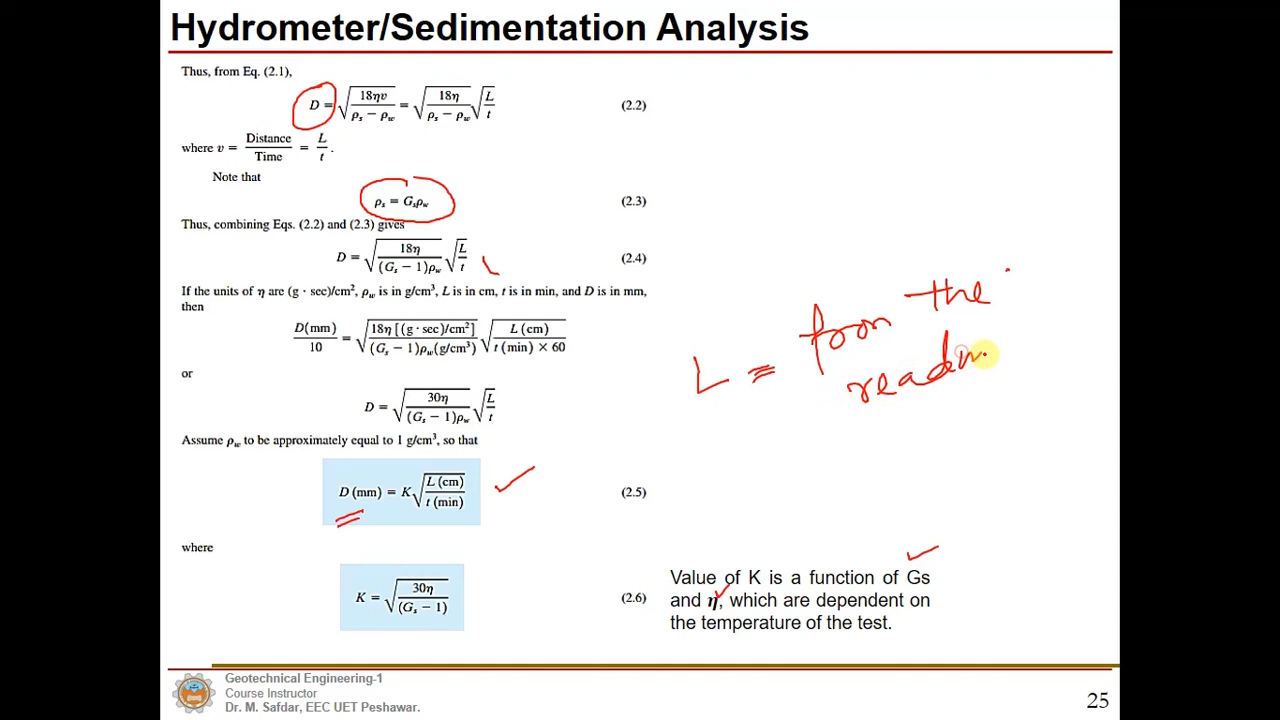 Hydrometer/Sedimentation Analysis
Thus, from Eq. (2.1),
D = √(18ηv / (ρs − ρw)) = √(18η / (ρs − ρw)) √(L / t) (2.2)
where v = Distance / Time = L / t.
Note that
ρs = Gsρw (2.3)
Thus, combining Eqs. (2.2) and (2.3) gives
D = √(18η / ((Gs − 1)ρw)) √(L / t) (2.4)
If the units of η are (g · sec)/cm², ρw is in g/cm³, L is in cm, t is in min, and D is in mm,
then
D(mm) / 10 = √(18η [(g · sec)/cm²] / ((Gs − 1)ρw(g/cm³))) √(L (cm) / (t (min) × 60))
or
D = √(30η / ((Gs − 1)ρw)) √(L / t)
Assume ρw to be approximately equal to 1 g/cm³, so that
D (mm) = K √(L (cm) / t (min)) (2.5)
where
K = √(30η / (Gs − 1)) (2.6)
L = from the
Value of K is a function of Gs
and η, which are dependent on
the temperature of the test.
Geotechnical Engineering-1
Course Instructor
Dr. M. Safdar, EEC UET Peshawar.
25